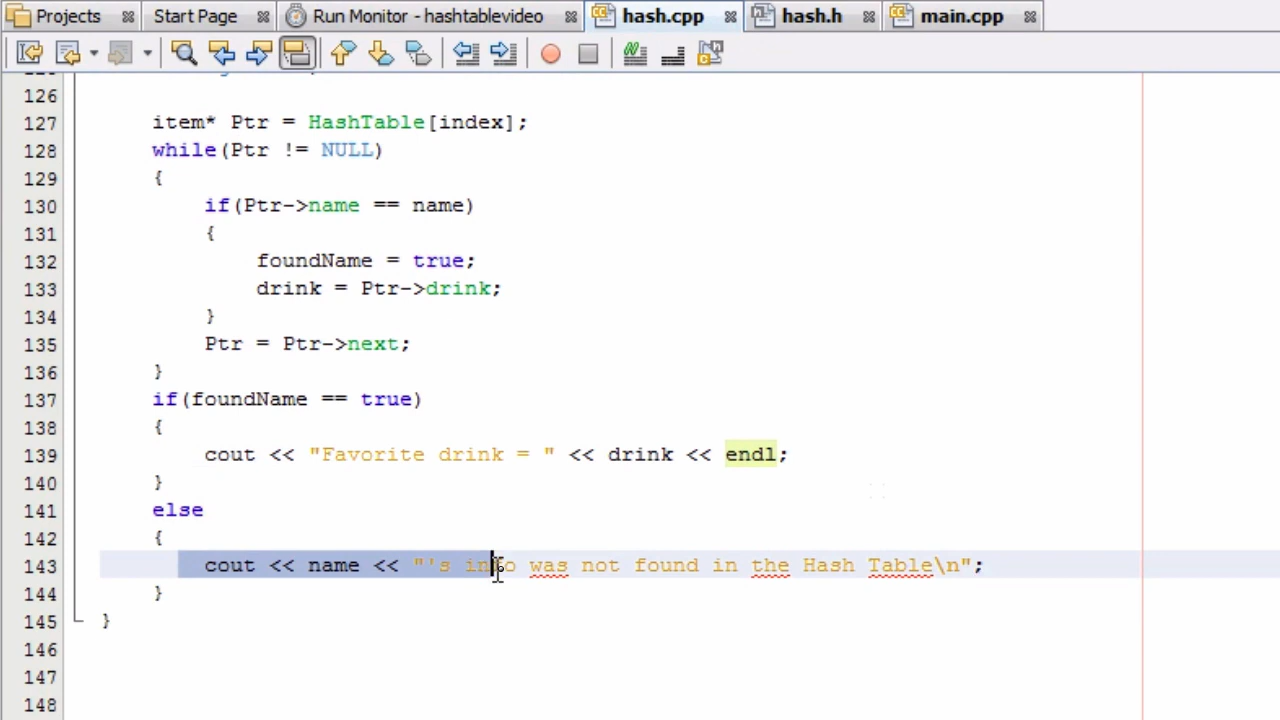 Projects Start Page Run Monitor - hashtablevideo hash.cpp hash.h main.cpp
126
127 item* Ptr = HashTable[index];
128 while(Ptr != NULL)
129 {
130 if(Ptr->name == name)
131 {
132 foundName = true;
133 drink = Ptr->drink;
134 }
135 Ptr = Ptr->next;
136 }
137 if(foundName == true)
138 {
139 cout << "Favorite drink = " << drink << endl;
140 }
141 else
142 {
143 cout << name << "'s info was not found in the Hash Table\n";
144 }
145 }
146
147
148